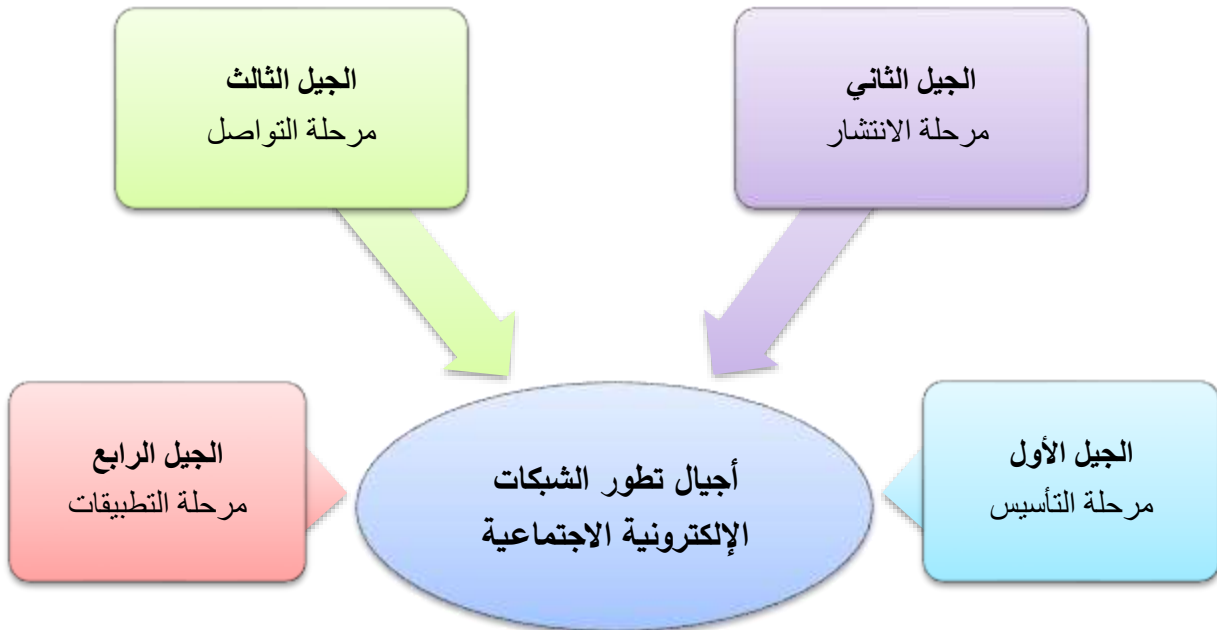 الجيل الثاني
مرحلة الانتشار
الجيل الثالث
مرحلة التواصل
الجيل الأول
مرحلة التأسيس
أجيال تطور الشبكات
الإلكترونية الاجتماعية
الجيل الرابع
مرحلة التطبيقات